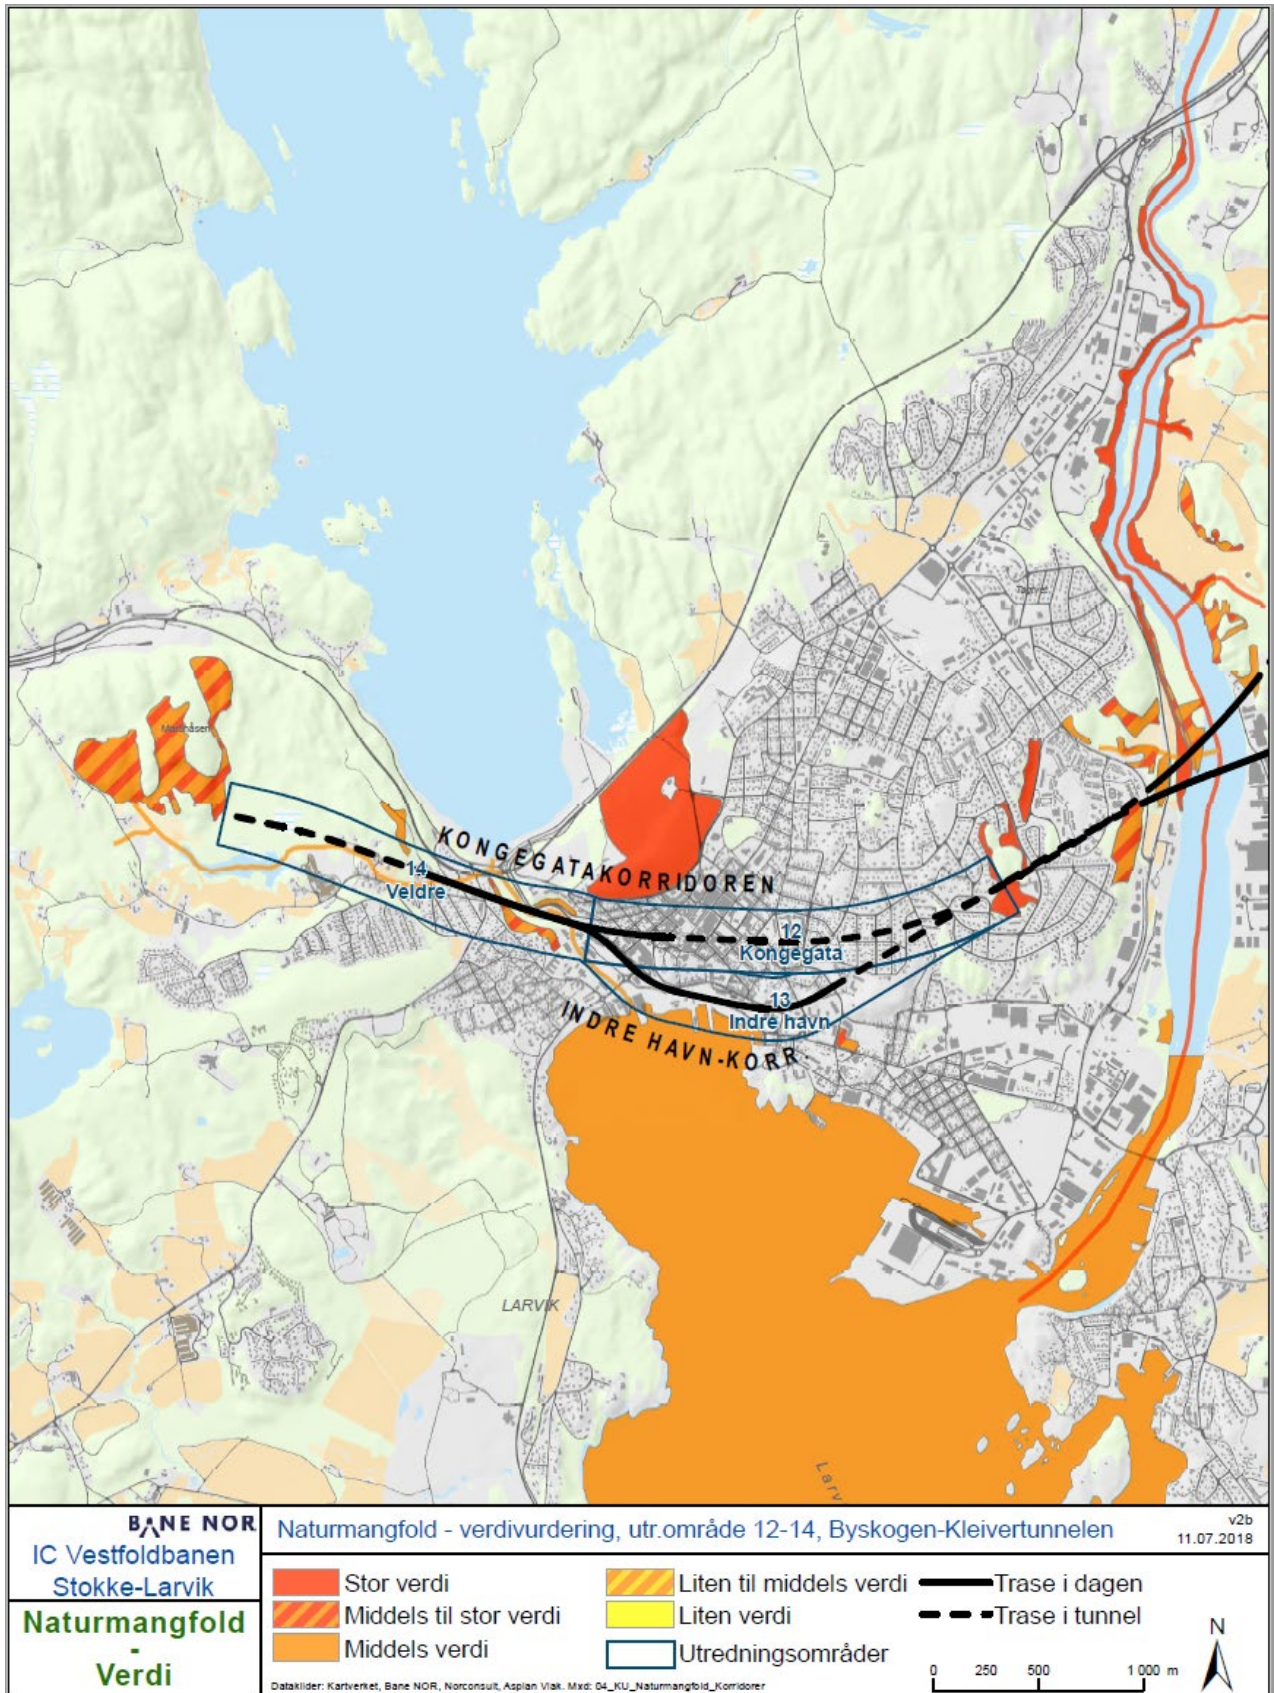 Tagtvet
Martinåsen
KONGEGATAKORRIDOREN
14
Veldre
12
Kongegata
13
Indre havn
INDRE HAVN-KORR.
LARVIK
Larv
BANE NOR
IC Vestfoldbanen
Stokke-Larvik
Naturmangfold
-
Verdi
Naturmangfold - verdivurdering, utr.område 12-14, Byskogen-Kleivertunnelen
v2b
11.07.2018
Stor verdi
Middels til stor verdi
Middels verdi
Liten til middels verdi
Liten verdi
Utredningsområder
Trase i dagen
Trase i tunnel
N
0 250 500 1 000 m
Datakilder: Kartverket, Bane NOR, Norconsult, Asplan Viak. Mxd: 04_KU_Naturmangfold_Korridorer